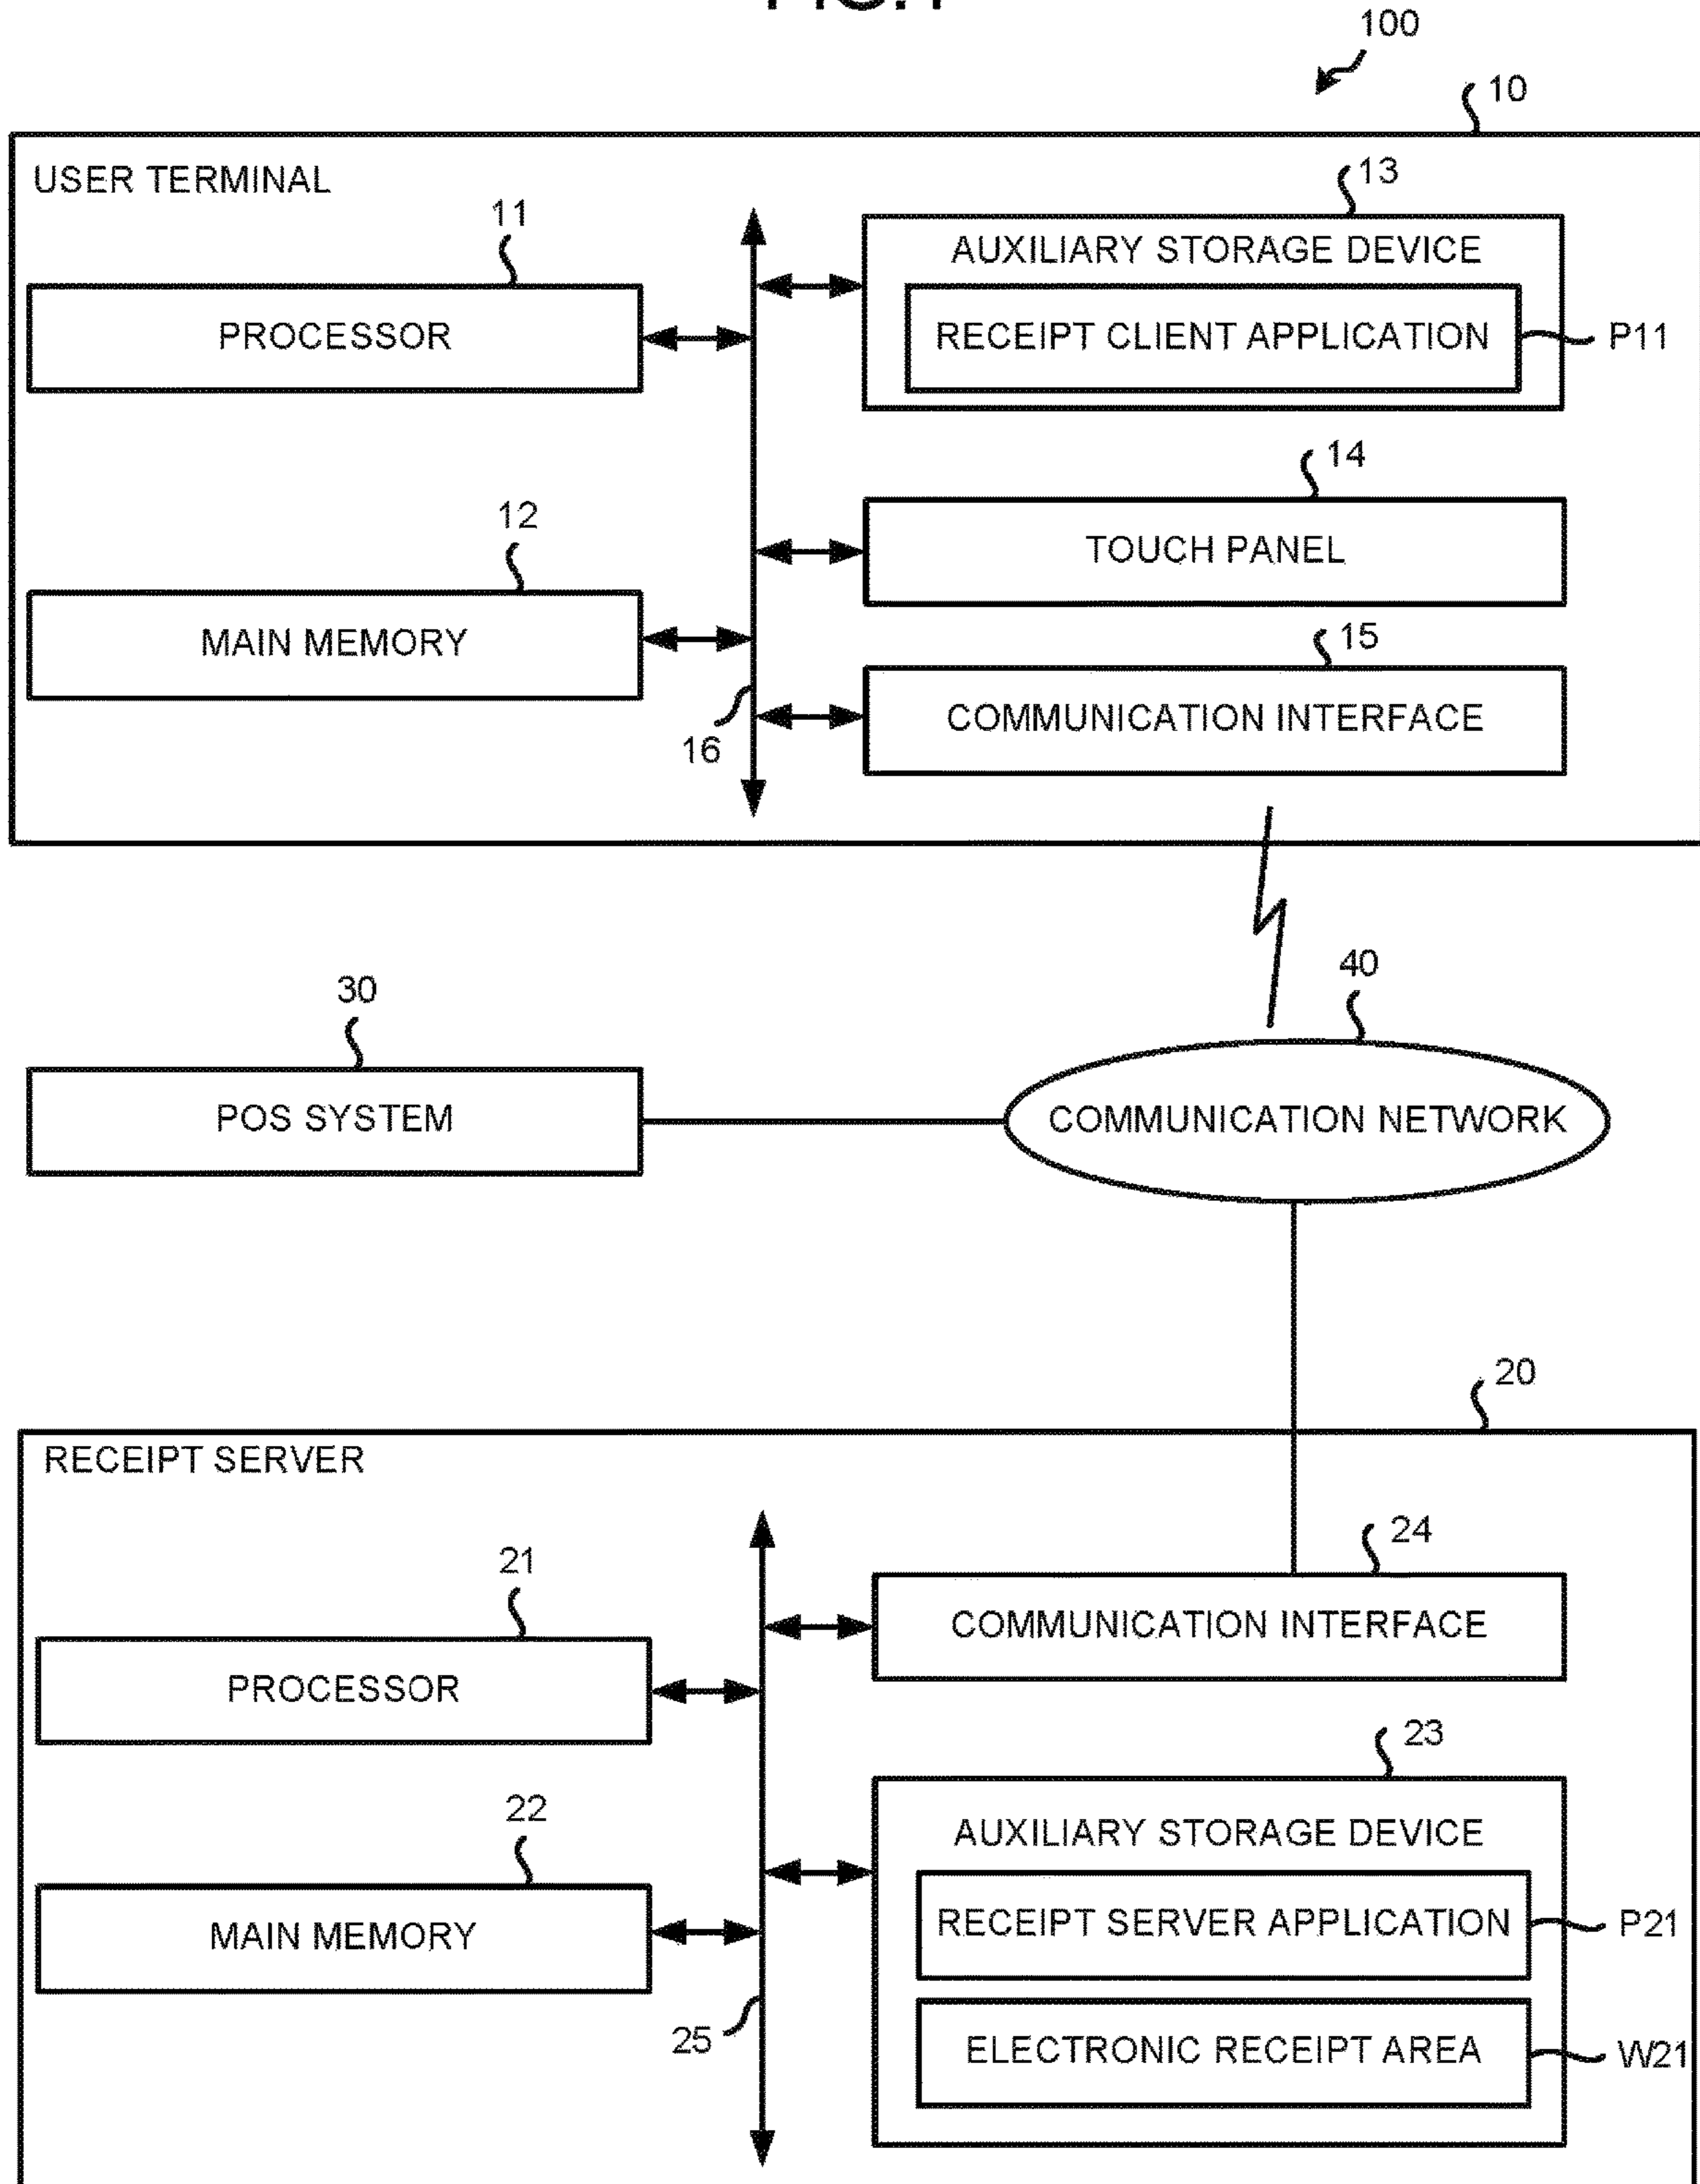 100
10
USER TERMINAL
13
11
AUXILIARY STORAGE DEVICE
PROCESSOR
RECEIPT CLIENT APPLICATION
P11
14
12
TOUCH PANEL
MAIN MEMORY
15
16
COMMUNICATION INTERFACE
40
30
POS SYSTEM
COMMUNICATION NETWORK
20
RECEIPT SERVER
24
21
COMMUNICATION INTERFACE
PROCESSOR
23
22
AUXILIARY STORAGE DEVICE
MAIN MEMORY
RECEIPT SERVER APPLICATION
P21
25
ELECTRONIC RECEIPT AREA
W21